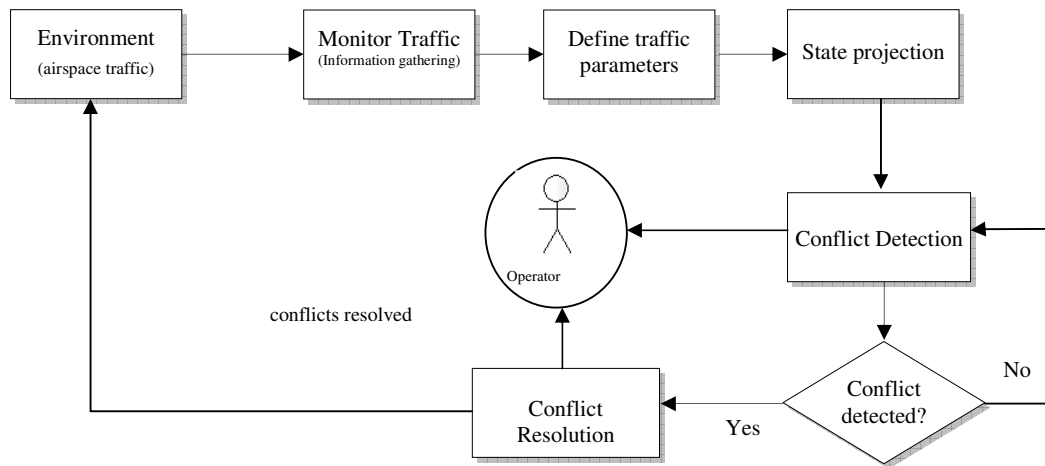 Environment
(airspace traffic)
Monitor Traffic
(Information gathering)
Define traffic
parameters
State projection
Conflict Detection
Operator
conflicts resolved
Conflict
detected?
No
Yes
Conflict
Resolution